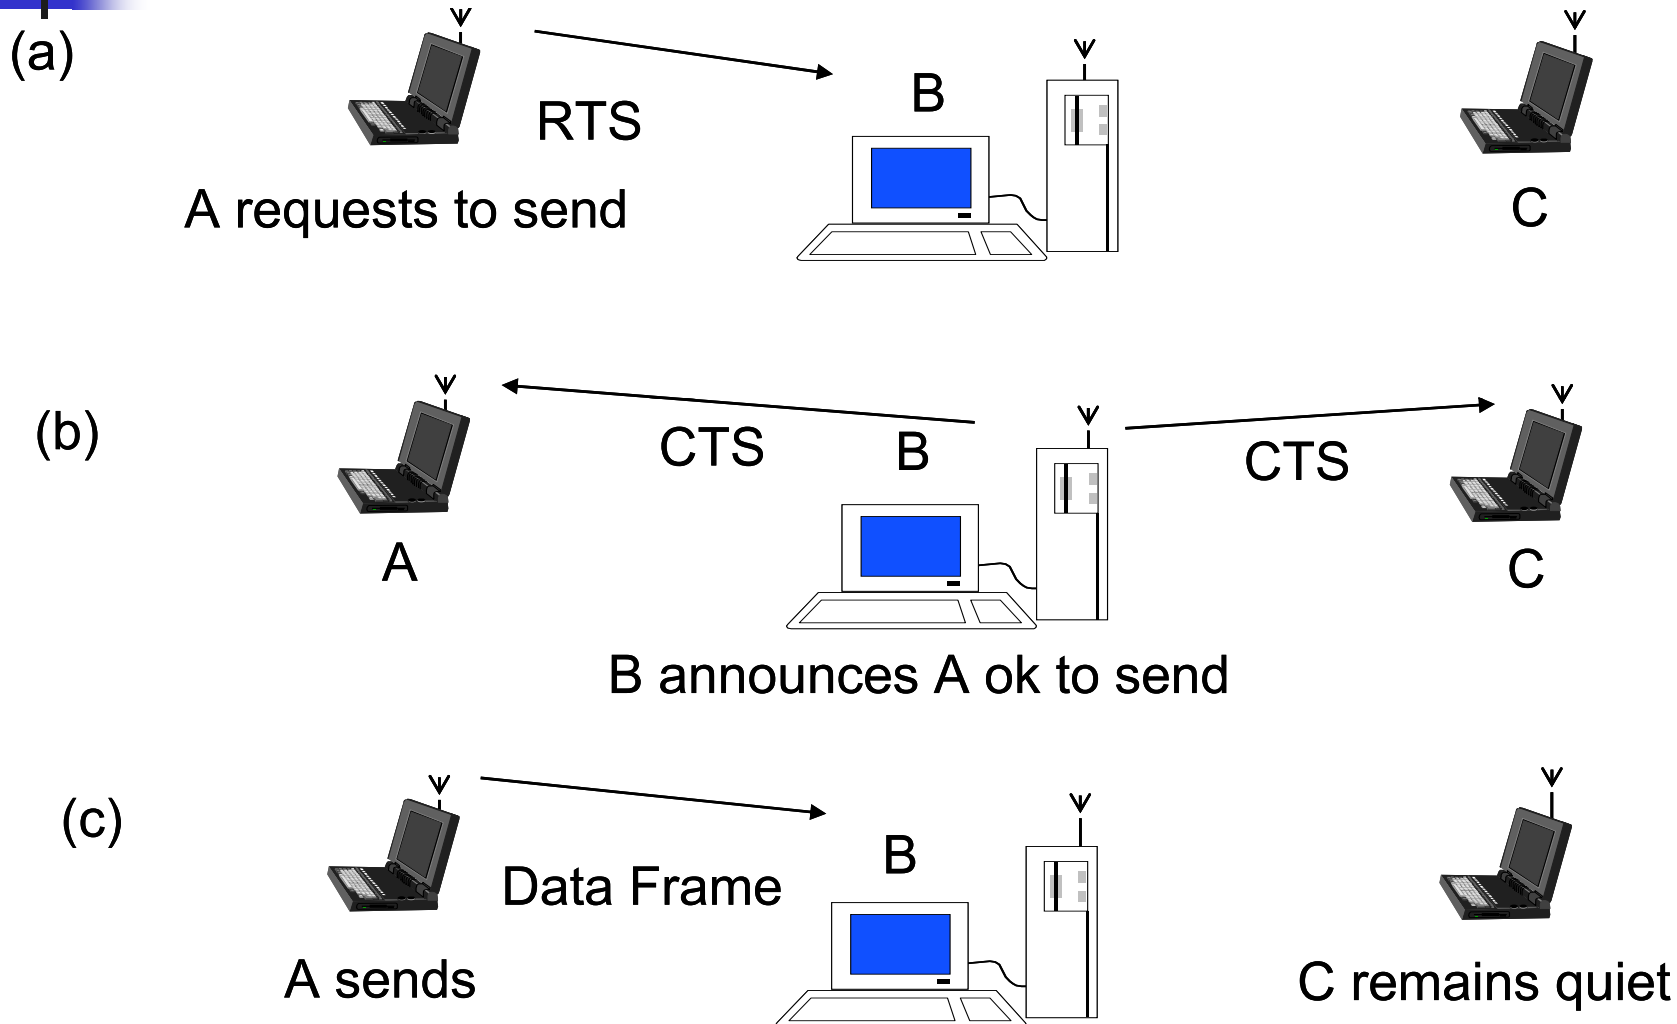 (a)
RTS
B
A requests to send
C
(b)
CTS
B
CTS
A
C
B announces A ok to send
(c)
Data Frame
B
A sends
C remains quiet